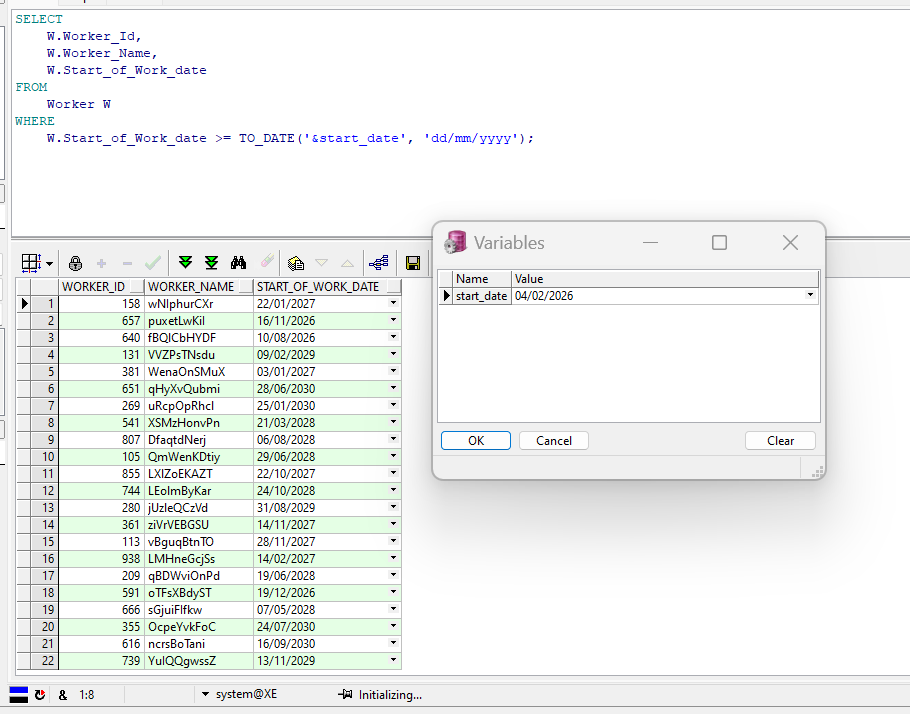 SELECT
W.Worker_Id,
W.Worker_Name,
W.Start_of_Work_date
FROM
Worker W
WHERE
W.Start_of_Work_date >= TO_DATE('&start_date', 'dd/mm/yyyy');
Variables
Name Value
start_date 04/02/2026
OK Cancel Clear
WORKER_ID WORKER_NAME START_OF_WORK_DATE
1 158 wNlphurCXr 22/01/2027
2 657 puxetLwKil 16/11/2026
3 640 fBQICbHYDF 10/08/2026
4 131 VVZPsTNsdu 09/02/2029
5 381 WenaOnSMuX 03/01/2027
6 651 qHyXvQubmi 28/06/2030
7 269 uRcpOpRhcI 25/01/2030
8 541 XSMzHonvPn 21/03/2028
9 807 DfaqtdNerj 06/08/2028
10 105 QmWenKDtiy 29/06/2028
11 855 LXIZoEKAZT 22/10/2027
12 744 LEolmByKar 24/10/2028
13 280 jUzleQCzVd 31/08/2029
14 361 ziVrVEBGSU 14/11/2027
15 113 vBguqBtnTO 28/11/2027
16 938 LMHneGcjSs 14/02/2027
17 209 qBDWviOnPd 19/06/2028
18 591 oTFsXBdyST 19/12/2026
19 666 sGjuiFlfkw 07/05/2028
20 355 OcpeYvkFoC 24/07/2030
21 616 ncrsBoTani 16/09/2030
22 739 YulQQgwssZ 13/11/2029
& 1:8 system@XE Initializing...